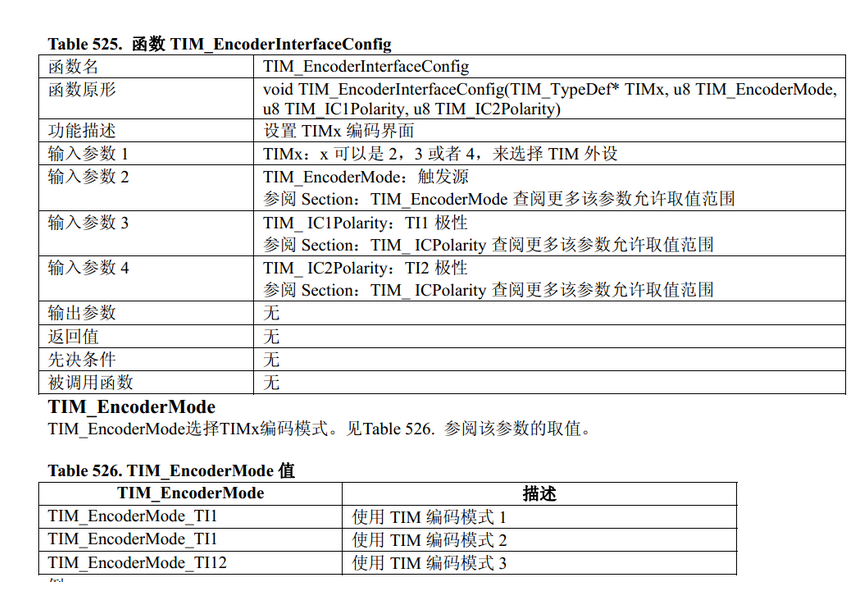 Table 525. 函数 TIM_EncoderInterfaceConfig
函数名 TIM_EncoderInterfaceConfig
函数原形 void TIM_EncoderInterfaceConfig(TIM_TypeDef* TIMx, u8 TIM_EncoderMode,
u8 TIM_IC1Polarity, u8 TIM_IC2Polarity)
功能描述 设置 TIMx 编码界面
输入参数 1 TIMx：x 可以是 2，3 或者 4，来选择 TIM 外设
输入参数 2 TIM_EncoderMode：触发源
参阅 Section：TIM_EncoderMode 查阅更多该参数允许取值范围
输入参数 3 TIM_ IC1Polarity：TI1 极性
参阅 Section：TIM_ ICPolarity 查阅更多该参数允许取值范围
输入参数 4 TIM_ IC2Polarity：TI2 极性
参阅 Section：TIM_ ICPolarity 查阅更多该参数允许取值范围
输出参数 无
返回值 无
先决条件 无
被调用函数 无
TIM_EncoderMode
TIM_EncoderMode选择TIMx编码模式。见Table 526. 参阅该参数的取值。
Table 526. TIM_EncoderMode 值
TIM_EncoderMode 描述
TIM_EncoderMode_TI1 使用 TIM 编码模式 1
TIM_EncoderMode_TI1 使用 TIM 编码模式 2
TIM_EncoderMode_TI12 使用 TIM 编码模式 3